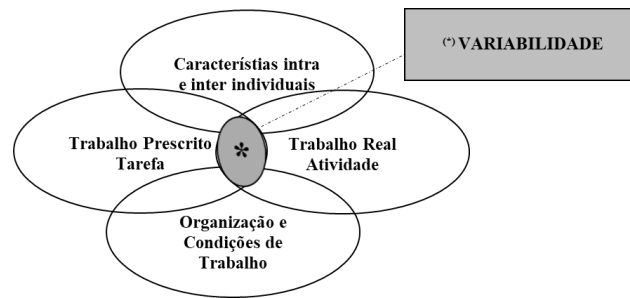 Característias intra
e inter individuais
(*) VARIABILIDADE
Trabalho Prescrito
Tarefa
*
Trabalho Real
Atividade
Organização e
Condições de
Trabalho